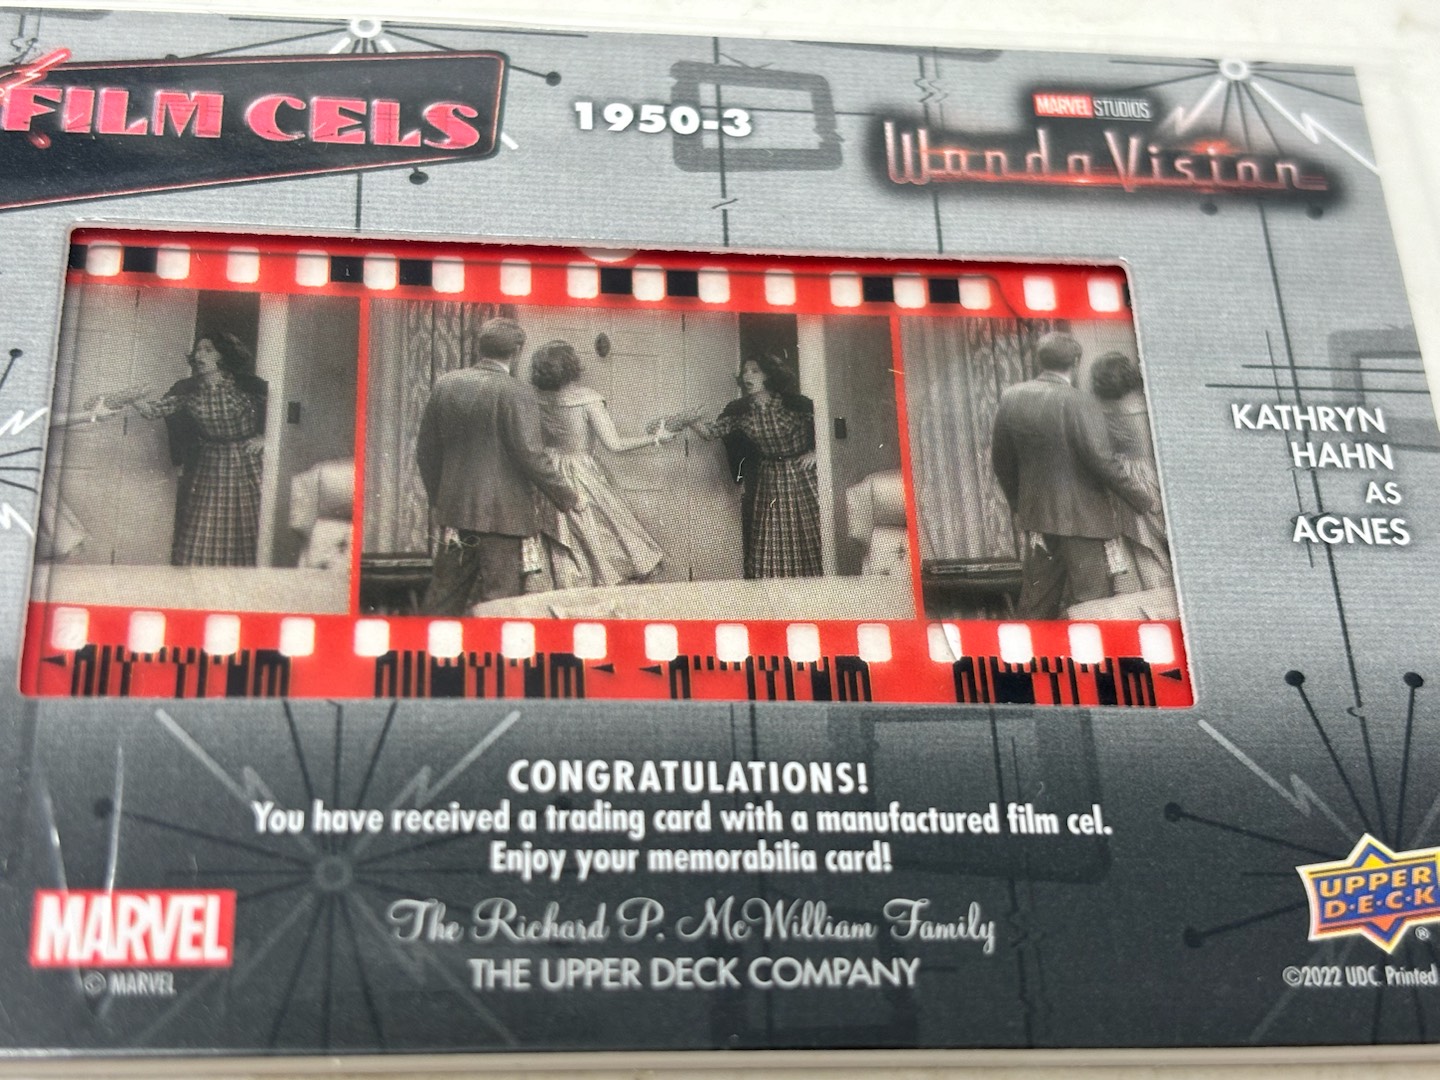 FILM CELS
1950-3
MARVEL STUDIOS
WandaVision
KATHRYN
HAHN
AS
AGNES
CONGRATULATIONS!
You have received a trading card with a manufactured film cel.
Enjoy your memorabilia card!
The Richard P. McWilliam Family
THE UPPER DECK COMPANY
MARVEL
© MARVEL
UPPER
D·E·C·K
®
©2022 UDC. Printed